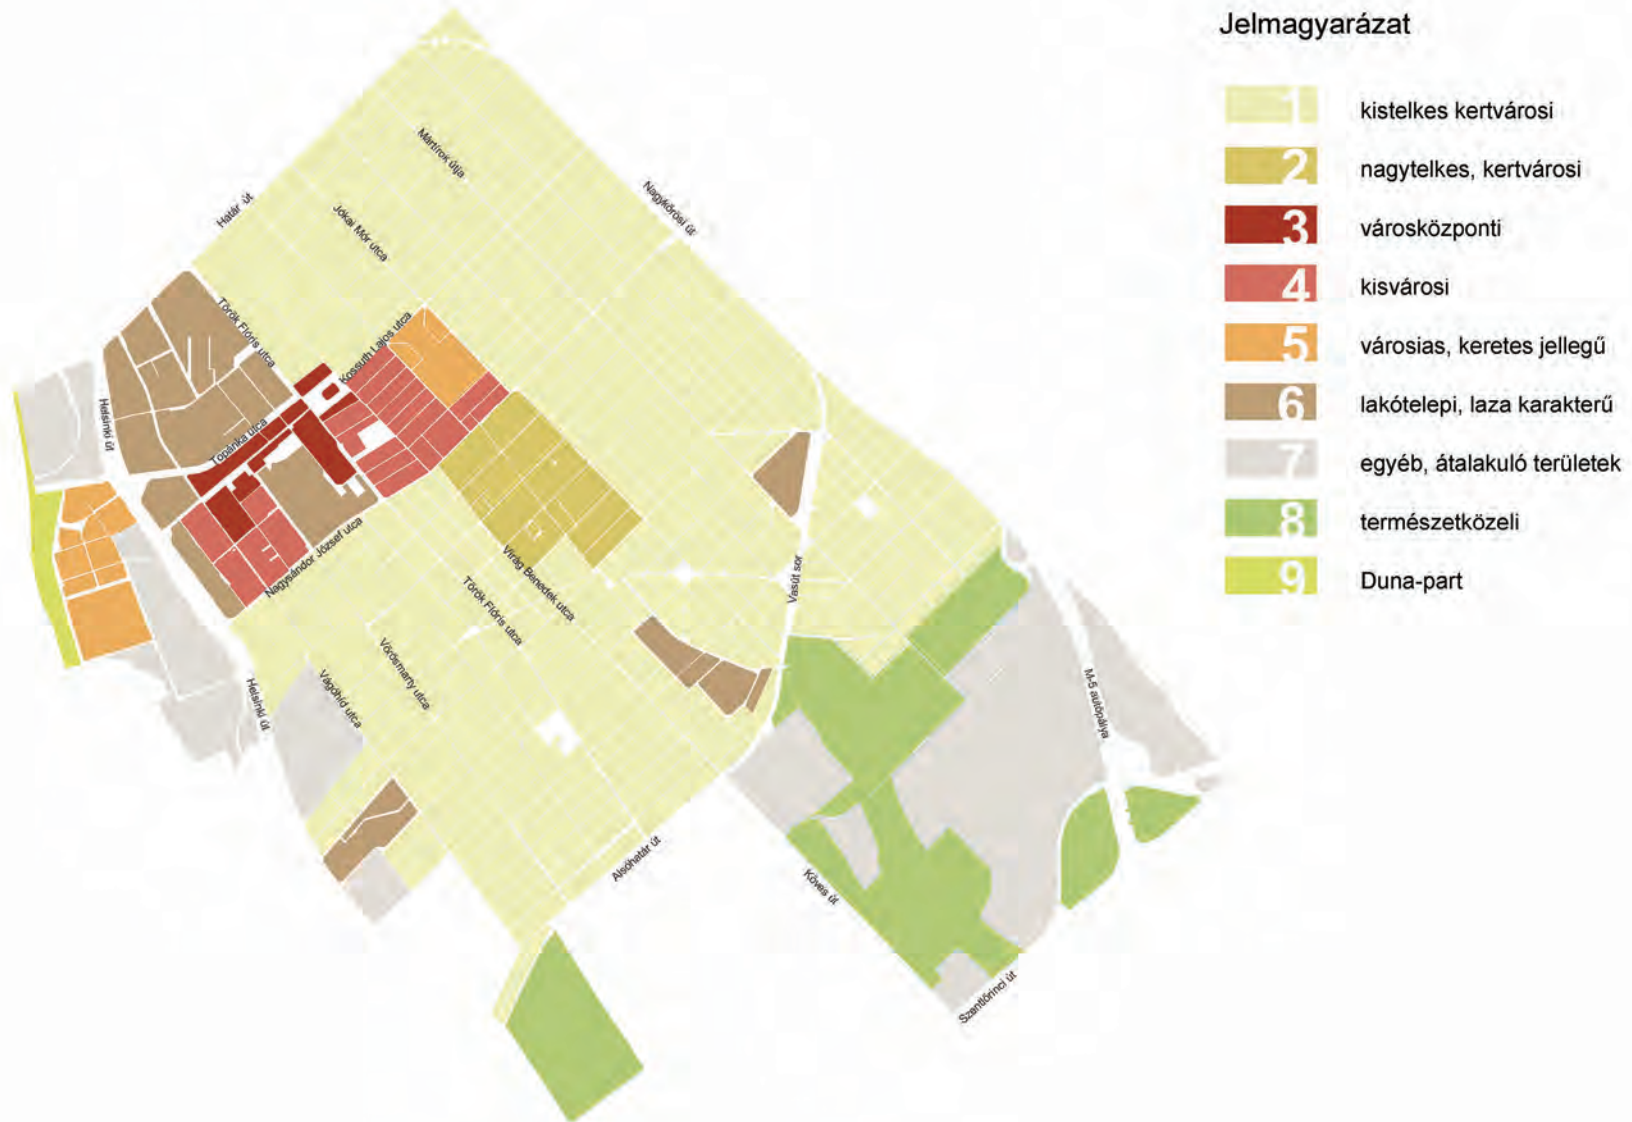 Jelmagyarázat
1 kistelkes kertvárosi
2 nagytelkes, kertvárosi
3 városközponti
4 kisvárosi
5 városias, keretes jellegű
6 lakótelepi, laza karakterű
7 egyéb, átalakuló területek
8 természetközeli
9 Duna-part
Mártírok útja
Nagykőrösi út
Határ út
Jókai Mór utca
Török Flóris utca
Kossuth Lajos utca
Helsinki út
Topánka utca
Nagysándor József utca
Virág Benedek utca
Török Flóris utca
Vasút sor
Vörösmarty utca
Vágóhíd utca
Helsinki út
M-5 autópálya
Alsóhatár út
Köves út
Szentlőrinci út